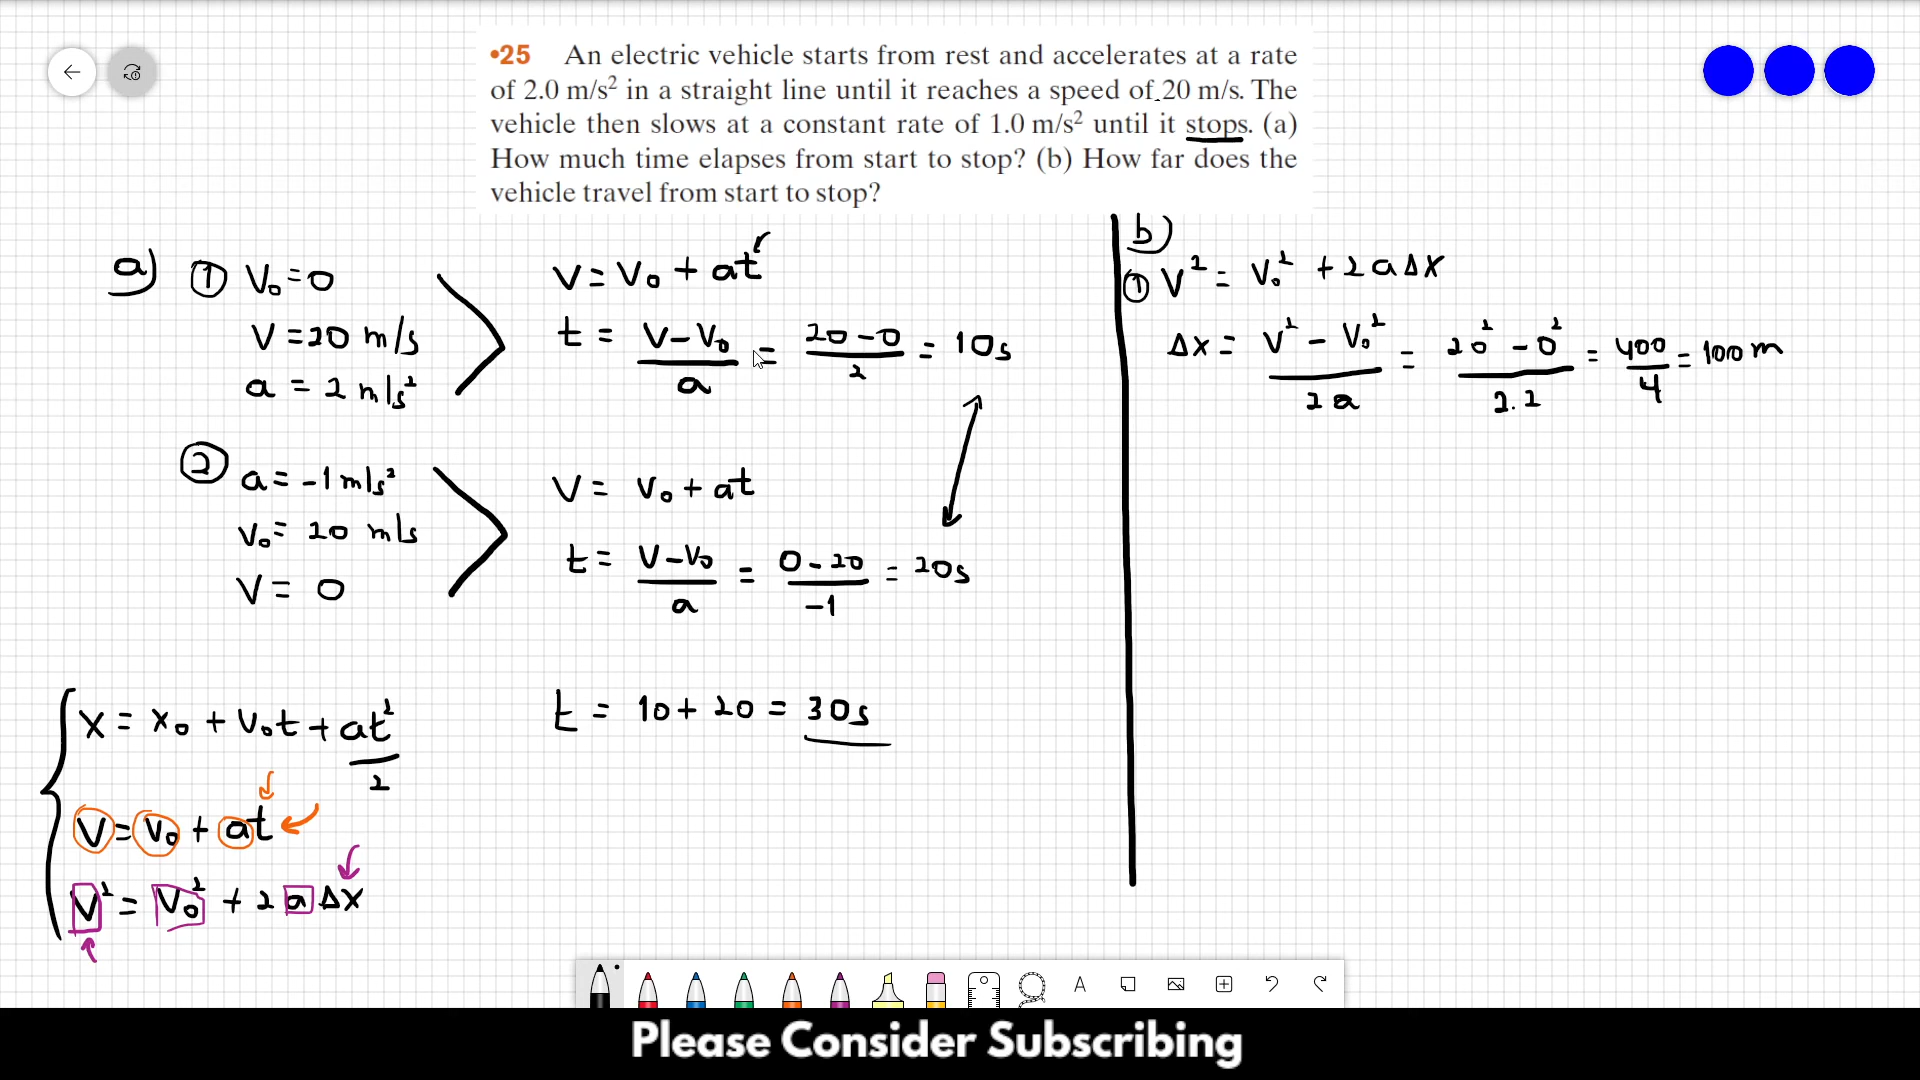 •25 An electric vehicle starts from rest and accelerates at a rate
of 2.0 m/s² in a straight line until it reaches a speed of 20 m/s. The
vehicle then slows at a constant rate of 1.0 m/s² until it stops. (a)
How much time elapses from start to stop? (b) How far does the
vehicle travel from start to stop?
a) ① V₀ = 0
V = 20 m/s
a = 2 m/s²
V = V₀ + at
t = (V - V₀)/a = (20 - 0)/2 = 10s
② a = -1 m/s²
V₀ = 20 m/s
V = 0
V = V₀ + at
t = (V - V₀)/a = (0 - 20)/-1 = 20s
t = 10 + 20 = 30s
x = x₀ + V₀t + at²/2
V = V₀ + at
V² = V₀² + 2aΔx
b)
① V² = V₀² + 2aΔx
Δx = (V² - V₀²)/2a = (20² - 0²)/2.2 = 400/4 = 100 m
A
Please Consider Subscribing